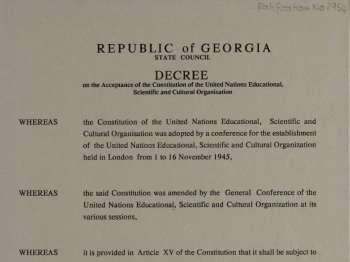 Ratification No 2954
REPUBLIC of GEORGIA
STATE COUNCIL
DECREE
on the Acceptance of the Constitution of the United Nations Educational,
Scientific and Cultural Organisation
WHEREAS the Constitution of the United Nations Educational, Scientific and
Cultural Organisation was adopted by a conference for the establishment
of the United Nations Educational, Scientific and Cultural Organization
held in London from 1 to 16 November 1945,
WHEREAS the said Constitution was amended by the General Conference of the
United Nations Educational, Scientific and Cultural Organization at its
various sessions,
WHEREAS it is provided in Article XV of the Constitution that it shall be subject to